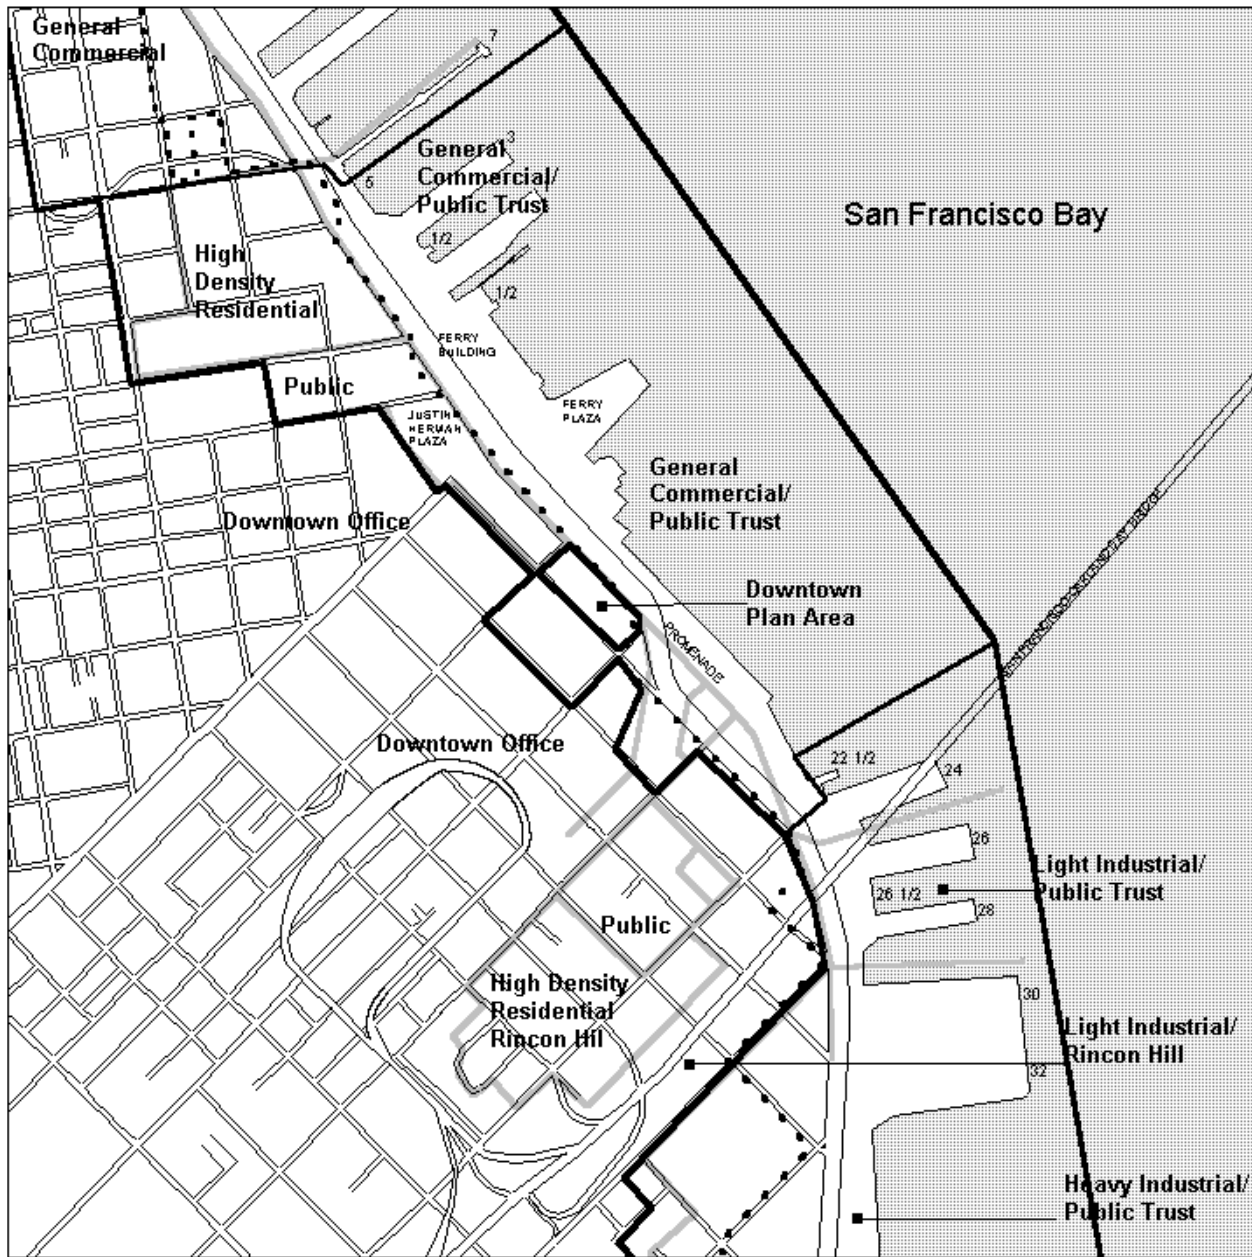 General
Commercial
7
General
Commercial/
Public Trust
3
1
5
1/2
San Francisco Bay
High
Density
Residential
1/2
FERRY
BUILDING
Public
JUSTIN
HERMAN
PLAZA
FERRY
PLAZA
General
Commercial/
Public Trust
Downtown Office
Downtown
Plan Area
PROMENADE
Downtown Office
22 1/2
24
26
Light Industrial/
Public Trust
26 1/2
28
Public
High Density
Residential
Rincon Hill
30
Light Industrial/
Rincon Hill
32
Heavy Industrial/
Public Trust